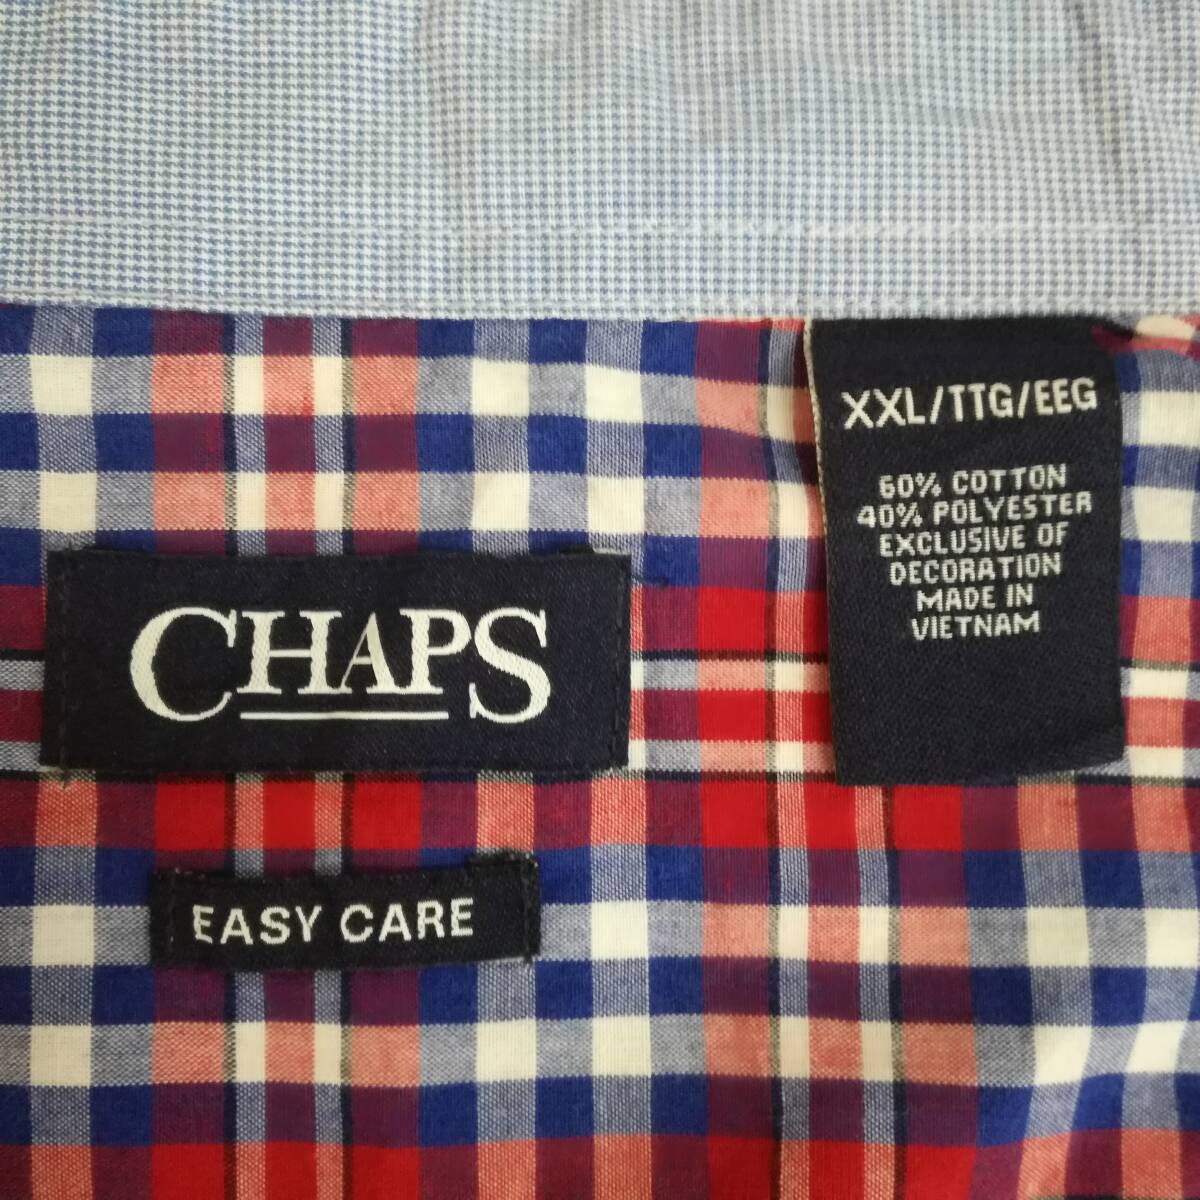 CHAPS
EASY CARE
XXL/TTG/EEG
60% COTTON
40% POLYESTER
EXCLUSIVE OF
DECORATION
MADE IN
VIETNAM